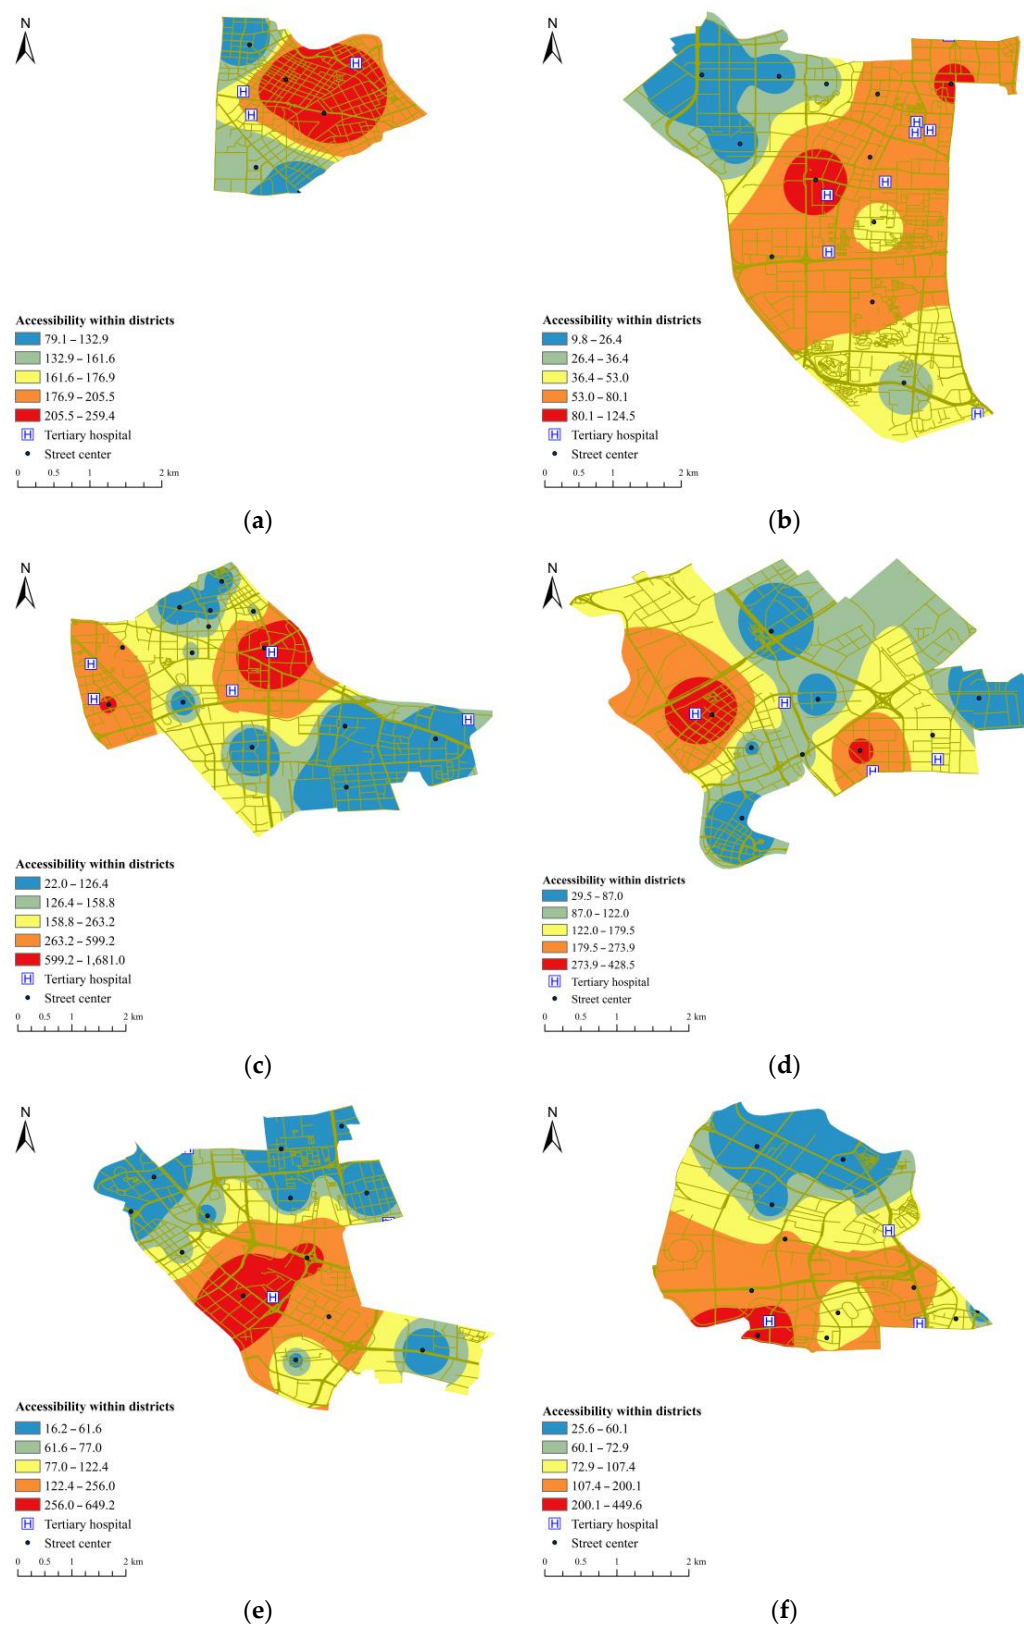 N
Accessibility within districts
79.1 – 132.9
132.9 – 161.6
161.6 – 176.9
176.9 – 205.5
205.5 – 259.4
H Tertiary hospital
Street center
0 0.5 1 2 km
(a)
N
Accessibility within districts
9.8 – 26.4
26.4 – 36.4
36.4 – 53.0
53.0 – 80.1
80.1 – 124.5
H Tertiary hospital
Street center
0 0.5 1 2 km
(b)
N
Accessibility within districts
22.0 – 126.4
126.4 – 158.8
158.8 – 263.2
263.2 – 599.2
599.2 – 1,681.0
H Tertiary hospital
Street center
0 0.5 1 2 km
(c)
N
Accessibility within districts
29.5 – 87.0
87.0 – 122.0
122.0 – 179.5
179.5 – 273.9
273.9 – 428.5
H Tertiary hospital
Street center
0 0.5 1 2 km
(d)
N
Accessibility within districts
16.2 – 61.6
61.6 – 77.0
77.0 – 122.4
122.4 – 256.0
256.0 – 649.2
H Tertiary hospital
Street center
0 0.5 1 2 km
(e)
N
Accessibility within districts
25.6 – 60.1
60.1 – 72.9
72.9 – 107.4
107.4 – 200.1
200.1 – 449.6
H Tertiary hospital
Street center
0 0.5 1 2 km
(f)